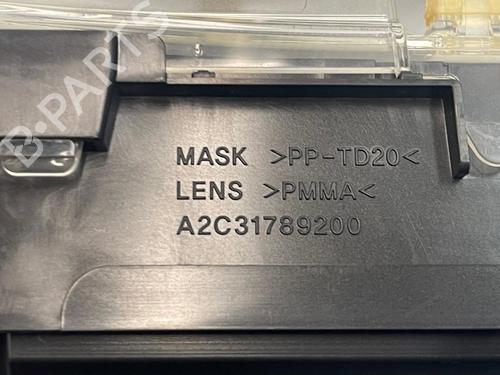 B-PARTS
MASK >PP-TD20<
LENS >PMMA<
A2C31789200